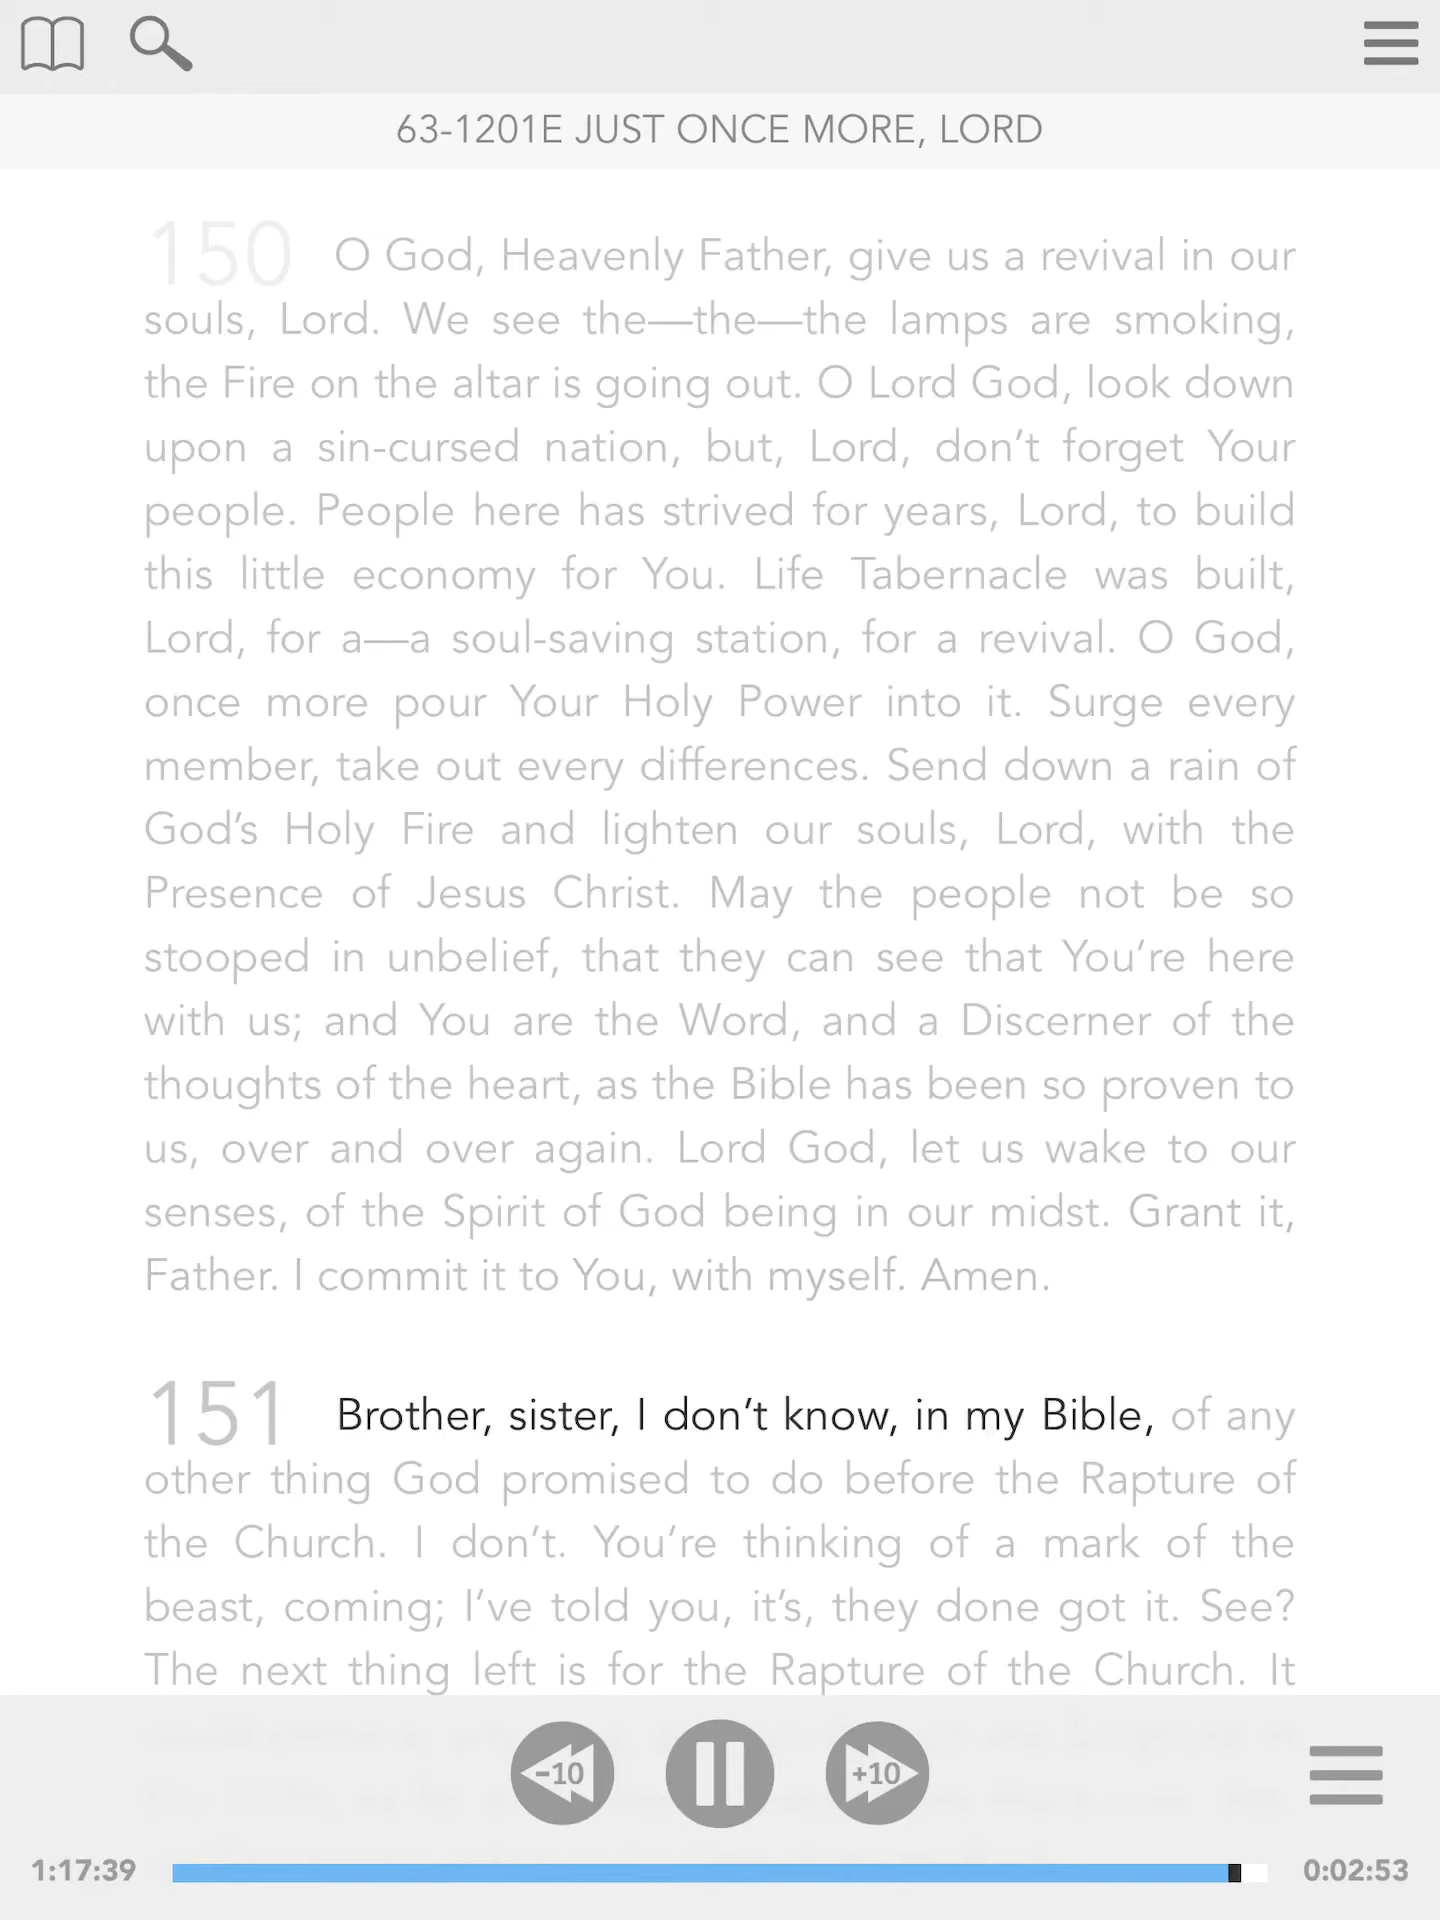 63-1201E JUST ONCE MORE, LORD
150 O God, Heavenly Father, give us a revival in our
souls, Lord. We see the—the—the lamps are smoking,
the Fire on the altar is going out. O Lord God, look down
upon a sin-cursed nation, but, Lord, don’t forget Your
people. People here has strived for years, Lord, to build
this little economy for You. Life Tabernacle was built,
Lord, for a—a soul-saving station, for a revival. O God,
once more pour Your Holy Power into it. Surge every
member, take out every differences. Send down a rain of
God’s Holy Fire and lighten our souls, Lord, with the
Presence of Jesus Christ. May the people not be so
stooped in unbelief, that they can see that You’re here
with us; and You are the Word, and a Discerner of the
thoughts of the heart, as the Bible has been so proven to
us, over and over again. Lord God, let us wake to our
senses, of the Spirit of God being in our midst. Grant it,
Father. I commit it to You, with myself. Amen.
151 Brother, sister, I don’t know, in my Bible, of any
other thing God promised to do before the Rapture of
the Church. I don’t. You’re thinking of a mark of the
beast, coming; I’ve told you, it’s, they done got it. See?
The next thing left is for the Rapture of the Church. It
-10 +10
1:17:39 0:02:53